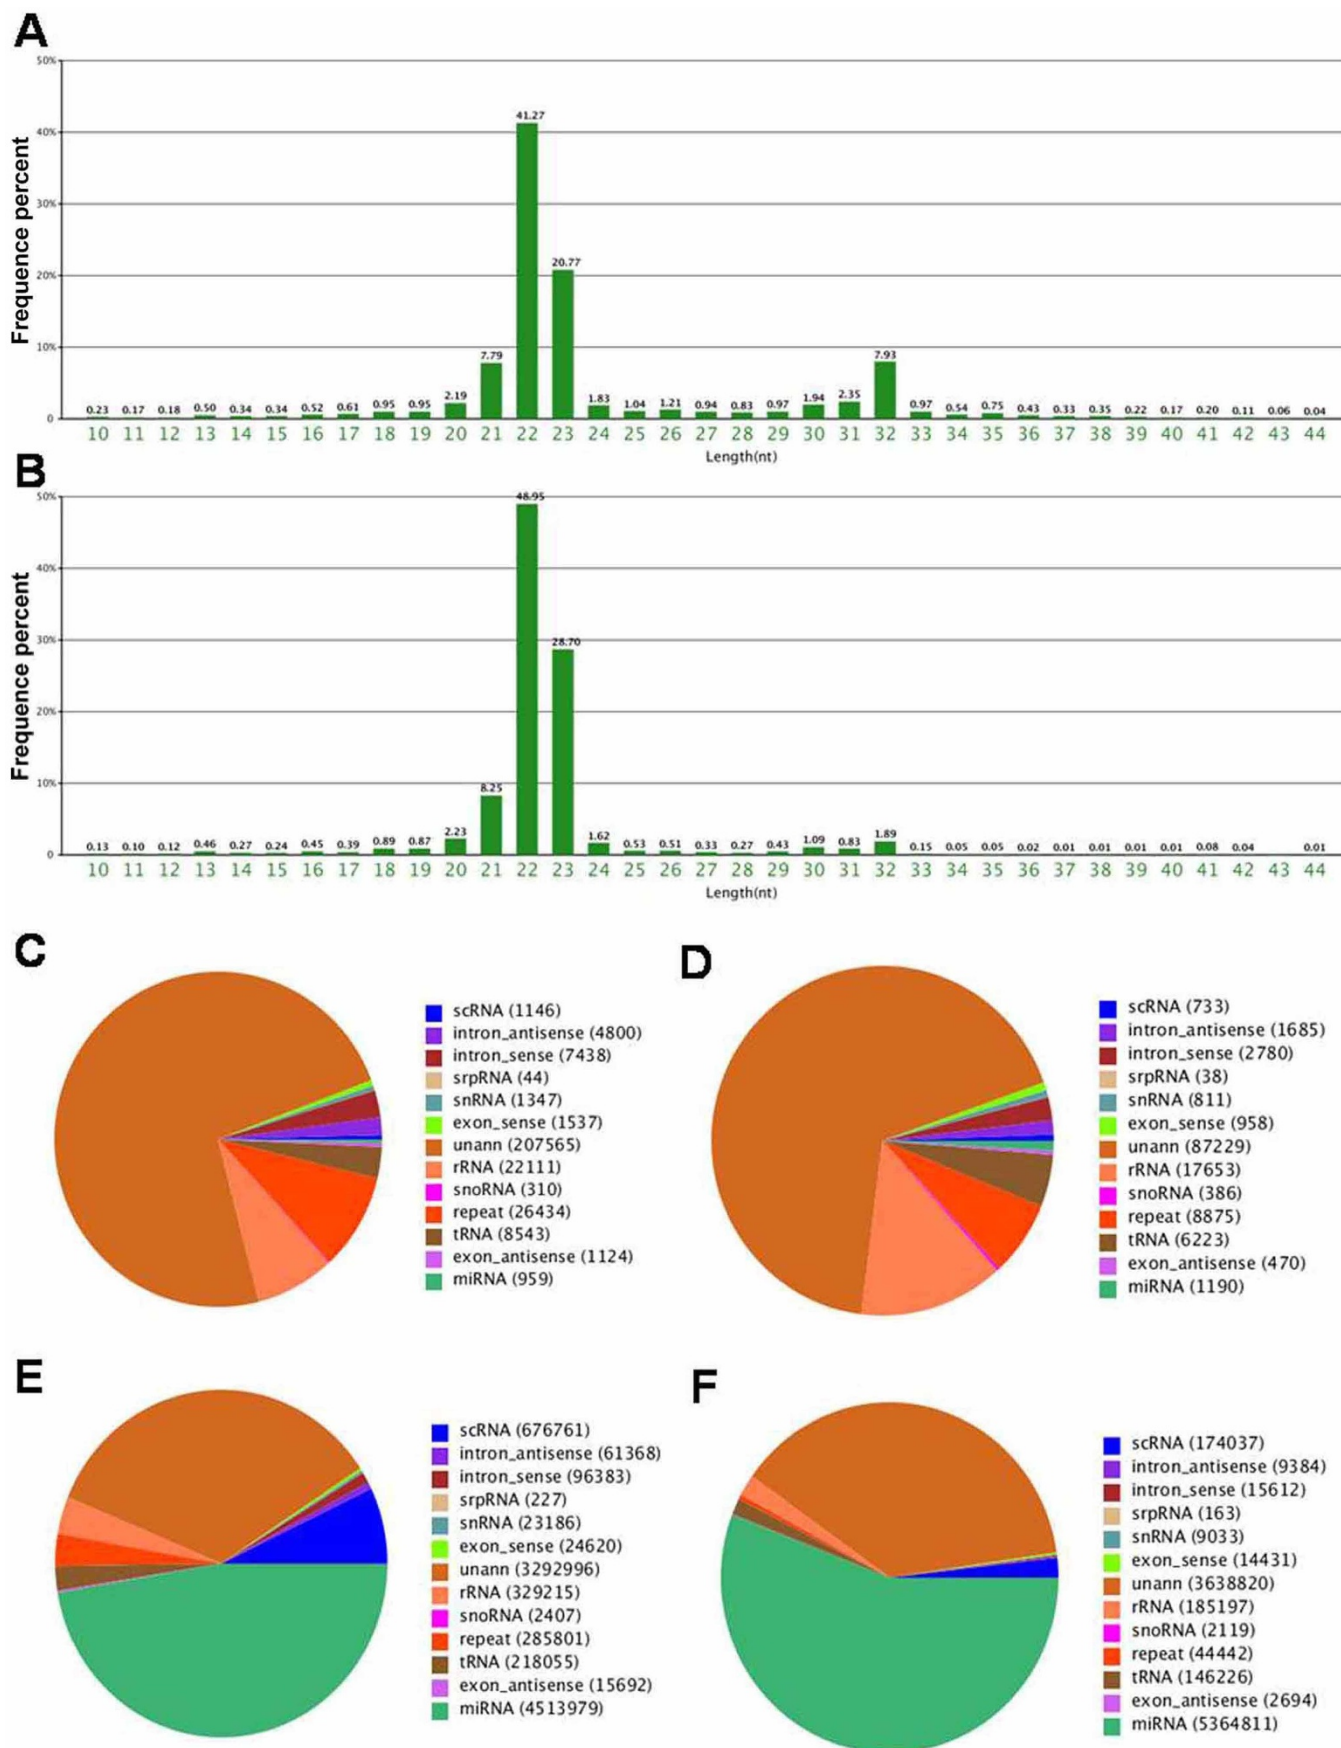 A
50%
40%
30%
20%
10%
0
Frequence percent
0.23 0.17 0.18 0.50 0.34 0.34 0.52 0.61 0.95 0.95 2.19 7.79 41.27 20.77 1.83 1.04 1.21 0.94 0.83 0.97 1.94 2.35 7.93 0.97 0.54 0.75 0.43 0.33 0.35 0.22 0.17 0.20 0.11 0.06 0.04
10 11 12 13 14 15 16 17 18 19 20 21 22 23 24 25 26 27 28 29 30 31 32 33 34 35 36 37 38 39 40 41 42 43 44
Length(nt)
B
50%
40%
30%
20%
10%
0
Frequence percent
0.13 0.10 0.12 0.46 0.27 0.24 0.45 0.39 0.89 0.87 2.23 8.25 48.95 28.70 1.62 0.53 0.51 0.33 0.27 0.43 1.09 0.83 1.89 0.15 0.05 0.05 0.02 0.01 0.01 0.01 0.01 0.08 0.04 0.01
10 11 12 13 14 15 16 17 18 19 20 21 22 23 24 25 26 27 28 29 30 31 32 33 34 35 36 37 38 39 40 41 42 43 44
Length(nt)
C
scRNA (1146)
intron_antisense (4800)
intron_sense (7438)
srpRNA (44)
snRNA (1347)
exon_sense (1537)
unann (207565)
rRNA (22111)
snoRNA (310)
repeat (26434)
tRNA (8543)
exon_antisense (1124)
miRNA (959)
D
scRNA (733)
intron_antisense (1685)
intron_sense (2780)
srpRNA (38)
snRNA (811)
exon_sense (958)
unann (87229)
rRNA (17653)
snoRNA (386)
repeat (8875)
tRNA (6223)
exon_antisense (470)
miRNA (1190)
E
scRNA (676761)
intron_antisense (61368)
intron_sense (96383)
srpRNA (227)
snRNA (23186)
exon_sense (24620)
unann (3292996)
rRNA (329215)
snoRNA (2407)
repeat (285801)
tRNA (218055)
exon_antisense (15692)
miRNA (4513979)
F
scRNA (174037)
intron_antisense (9384)
intron_sense (15612)
srpRNA (163)
snRNA (9033)
exon_sense (14431)
unann (3638820)
rRNA (185197)
snoRNA (2119)
repeat (44442)
tRNA (146226)
exon_antisense (2694)
miRNA (5364811)